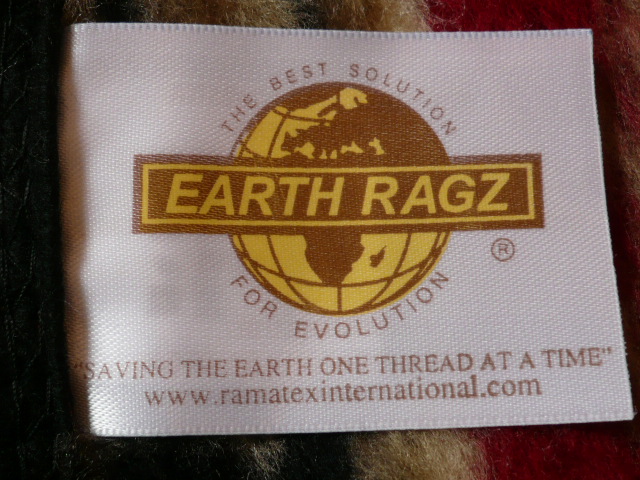 THE BEST SOLUTION
EARTH RAGZ
®
FOR EVOLUTION
"SAVING THE EARTH ONE THREAD AT A TIME"
www.ramatexinternational.com